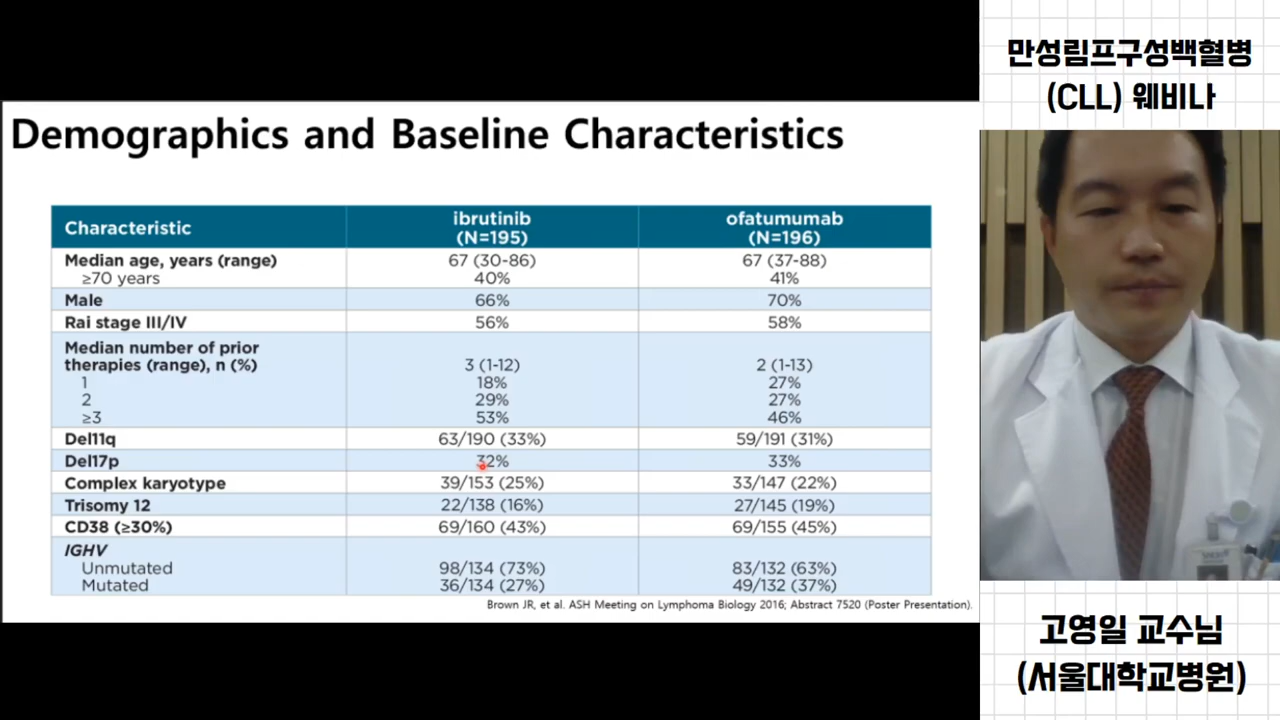 Demographics and Baseline Characteristics
Characteristic ibrutinib (N=195) ofatumumab (N=196)
Median age, years (range) 67 (30-86) 67 (37-88)
≥70 years 40% 41%
Male 66% 70%
Rai stage III/IV 56% 58%
Median number of prior
therapies (range), n (%) 3 (1-12) 2 (1-13)
1 18% 27%
2 29% 27%
≥3 53% 46%
Del11q 63/190 (33%) 59/191 (31%)
Del17p 32% 33%
Complex karyotype 39/153 (25%) 33/147 (22%)
Trisomy 12 22/138 (16%) 27/145 (19%)
CD38 (≥30%) 69/160 (43%) 69/155 (45%)
IGHV
Unmutated 98/134 (73%) 83/132 (63%)
Mutated 36/134 (27%) 49/132 (37%)
Brown JR, et al. ASH Meeting on Lymphoma Biology 2016; Abstract 7520 (Poster Presentation).
만성림프구성백혈병
(CLL) 웨비나
고영일 교수님
(서울대학교병원)